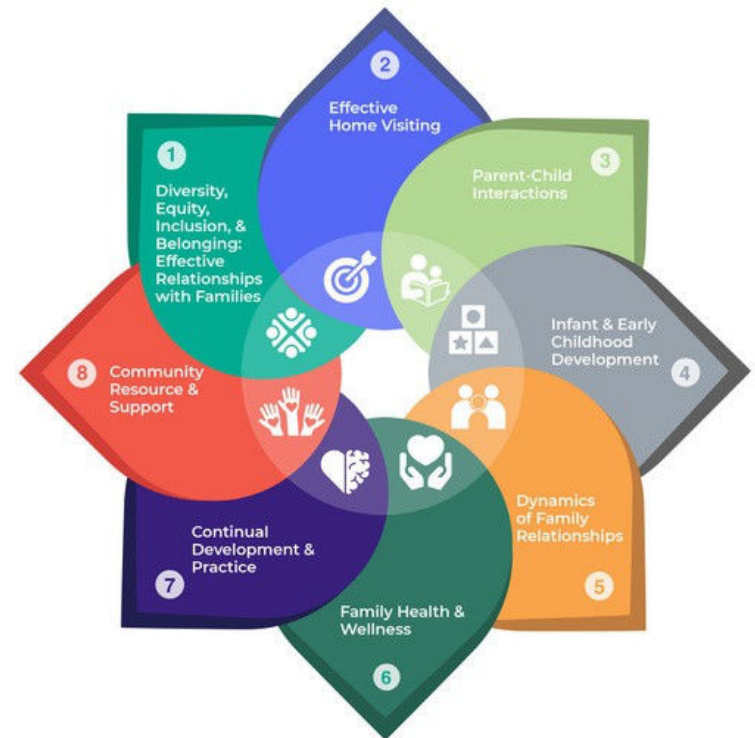 1
Diversity,
Equity,
Inclusion, &
Belonging:
Effective
Relationships
with Families
2
Effective
Home Visiting
3
Parent-Child
Interactions
4
Infant & Early
Childhood
Development
5
Dynamics
of Family
Relationships
6
Family Health &
Wellness
7
Continual
Development &
Practice
8
Community
Resource &
Support